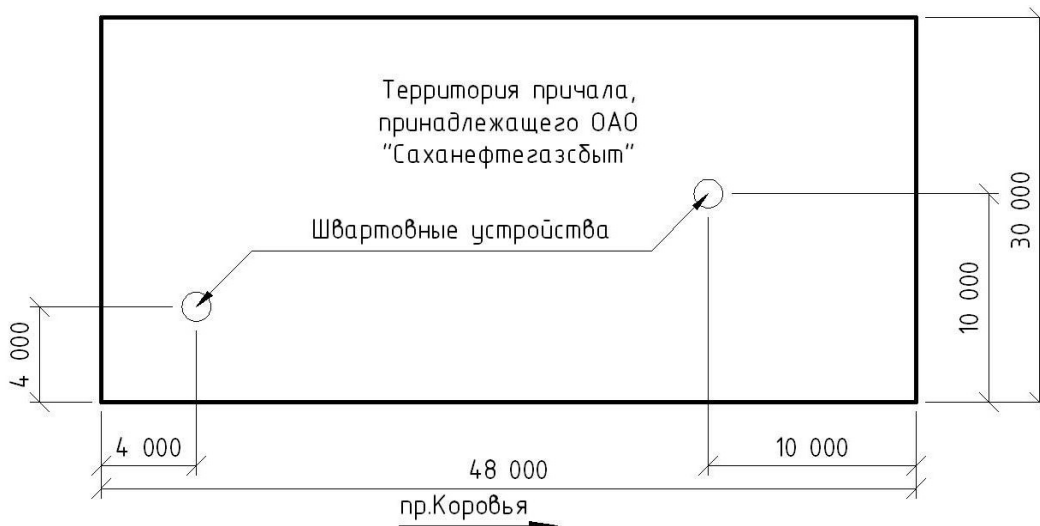 Территория причала,
принадлежащего ОАО
"Саханефтегазсбыт"
Швартовные устройства
30 000
10 000
4 000
4 000
10 000
48 000
пр.Коровья